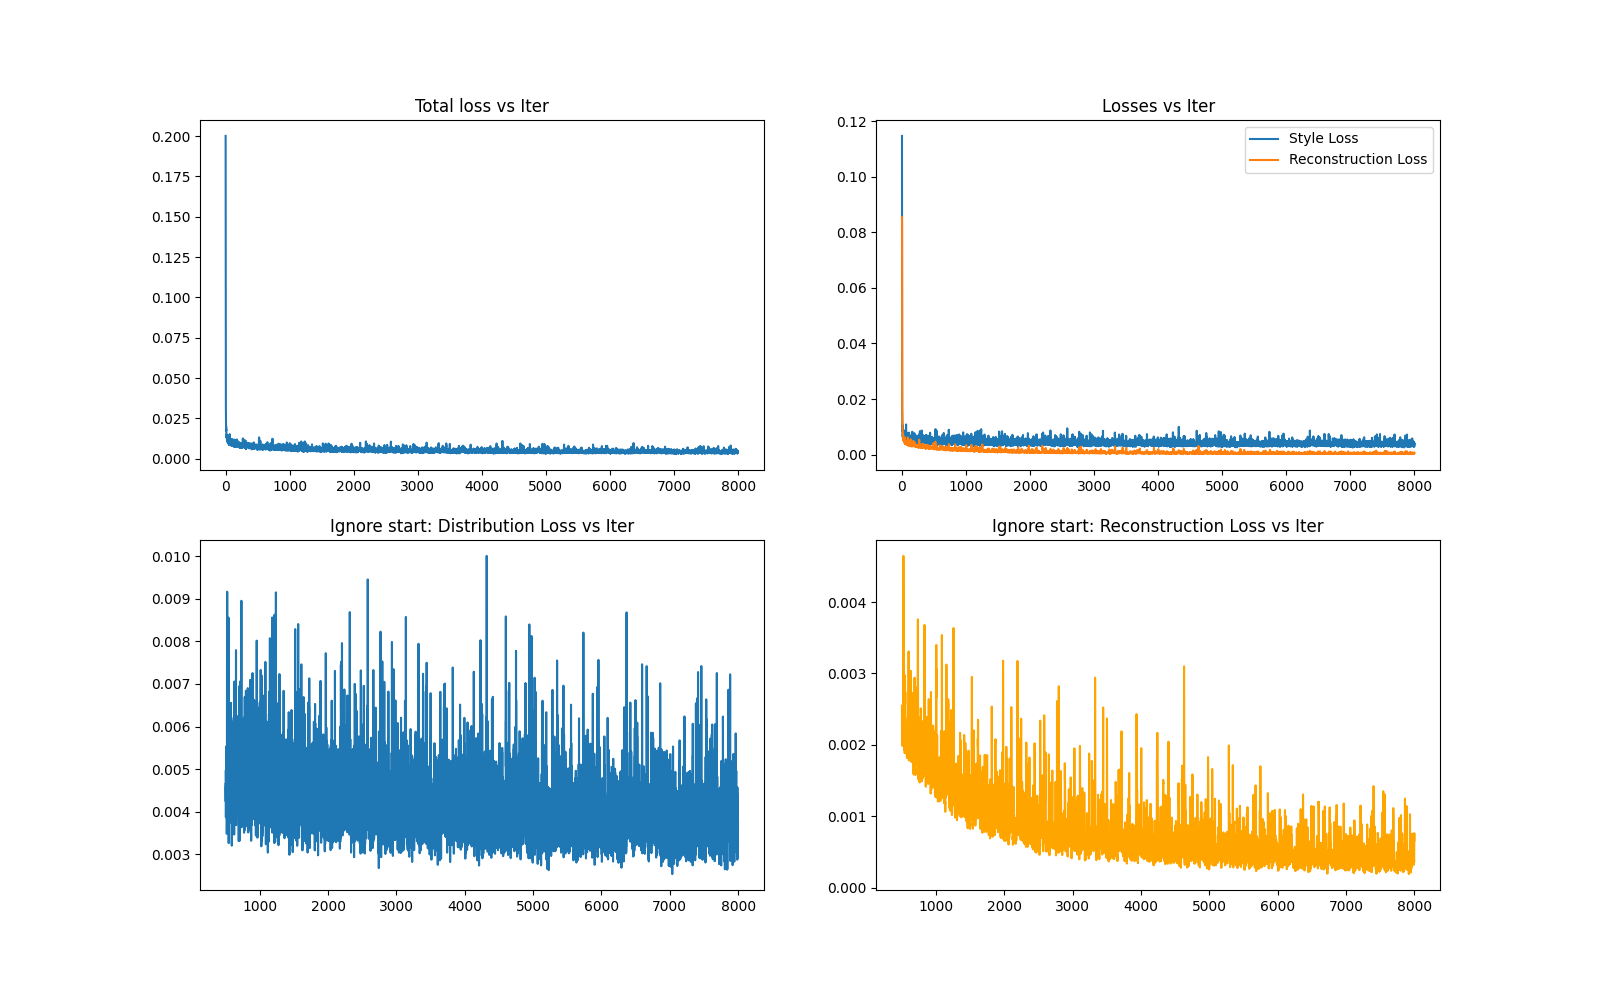 Total loss vs Iter
0.200
0.175
0.150
0.125
0.100
0.075
0.050
0.025
0.000
0 1000 2000 3000 4000 5000 6000 7000 8000
Losses vs Iter
Style Loss
Reconstruction Loss
0.12
0.10
0.08
0.06
0.04
0.02
0.00
0 1000 2000 3000 4000 5000 6000 7000 8000
Ignore start: Distribution Loss vs Iter
0.010
0.009
0.008
0.007
0.006
0.005
0.004
0.003
1000 2000 3000 4000 5000 6000 7000 8000
Ignore start: Reconstruction Loss vs Iter
0.004
0.003
0.002
0.001
0.000
1000 2000 3000 4000 5000 6000 7000 8000